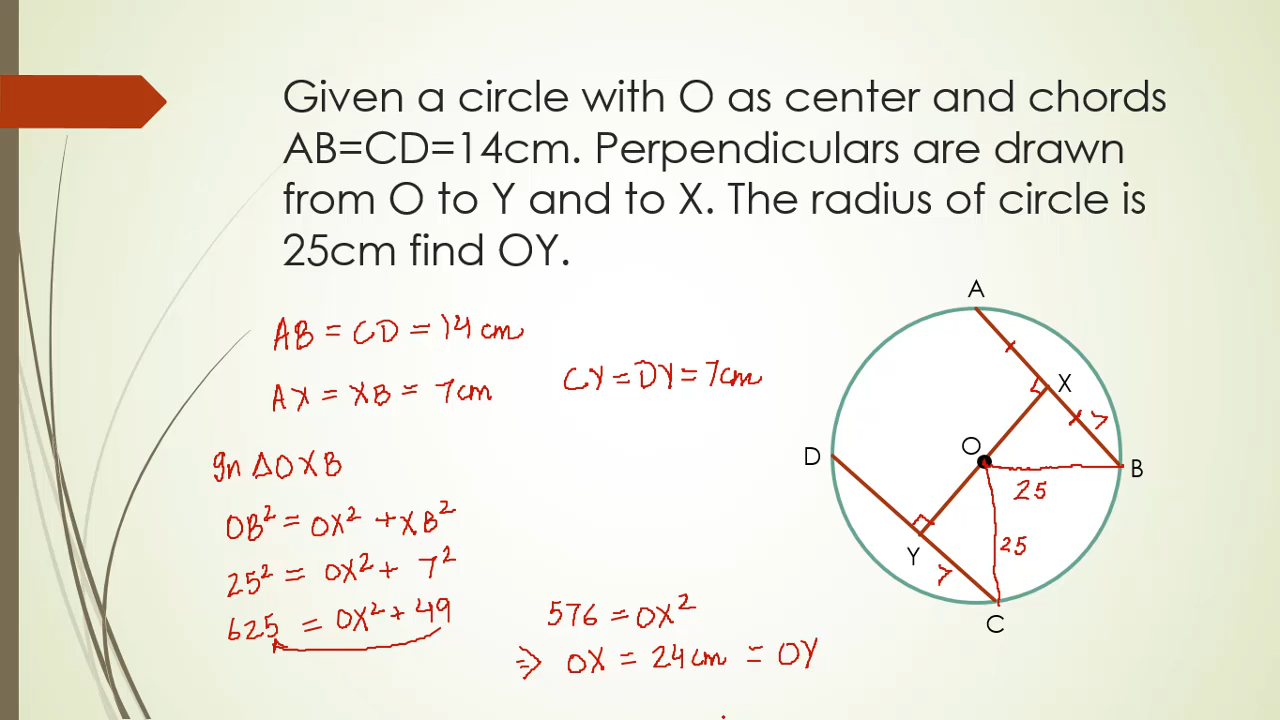 Given a circle with O as center and chords
AB=CD=14cm. Perpendiculars are drawn
from O to Y and to X. The radius of circle is
25cm find OY.
AB = CD = 14 cm
AX = XB = 7cm
CY = DY = 7cm
In ΔOXB
OB² = OX² + XB²
25² = OX² + 7²
625 = OX² + 49
576 = OX²
⇒ OX = 24cm = OY
A
X
7
O
D
B
25
25
Y
7
C